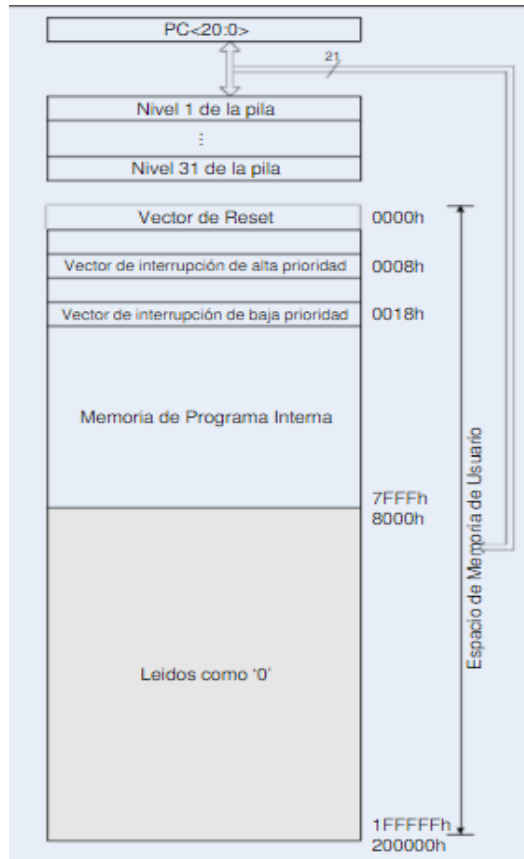 PC<20:0>
21
Nivel 1 de la pila
⋮
Nivel 31 de la pila
Vector de Reset
0000h
Vector de interrupción de alta prioridad
0008h
Vector de interrupción de baja prioridad
0018h
Memoria de Programa Interna
7FFFh
8000h
Espacio de Memoria de Usuario
Leidos como ‘0’
1FFFFFh
200000h